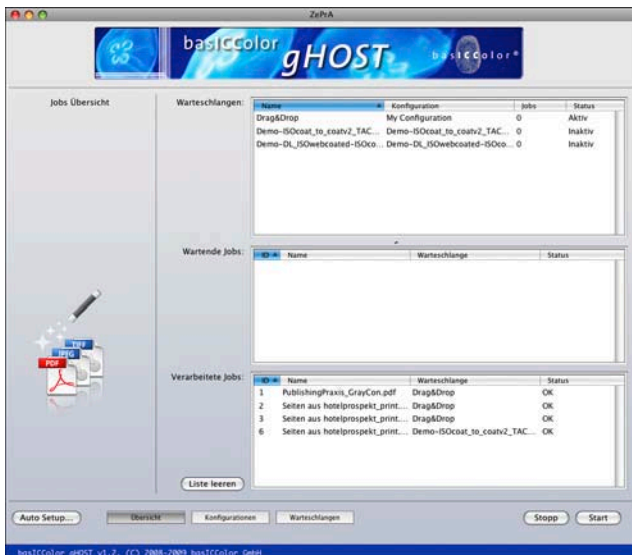 ZePrA
basICColor gHOST basICColor®
Jobs Übersicht
Warteschlangen:
Name Konfiguration Jobs Status
Drag&Drop My Configuration 0 Aktiv
Demo-ISOcoat_to_coatv2_TAC... Demo-ISOcoat_to_coatv2_TAC... 0 Inaktiv
Demo-DL_ISOwebcoated-ISOco... Demo-DL_ISOwebcoated-ISOco... 0 Inaktiv
Wartende Jobs:
ID Name Warteschlange Status
TIFF
JPEG
PDF
Verarbeitete Jobs:
ID Name Warteschlange Status
1 PublishingPraxis_GrayCon.pdf Drag&Drop OK
2 Seiten aus hotelprospekt_print.... Drag&Drop OK
3 Seiten aus hotelprospekt_print.... Drag&Drop OK
6 Seiten aus hotelprospekt_print.... Demo-ISOcoat_to_coatv2_TAC... OK
Liste leeren
Auto Setup... Übersicht Konfigurationen Warteschlangen Stopp Start
basICColor gHOST v1.2, (C) 2008-2009 basICColor GmbH